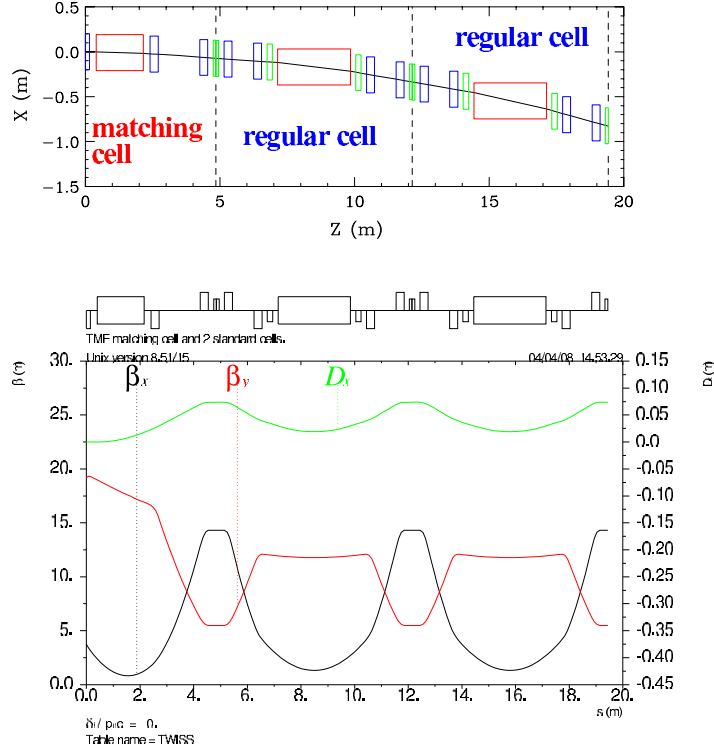 regular cell
0.0
−0.5
−1.0
−1.5
X (m)
matching
cell
regular cell
0 5 10 15 20
Z (m)
TME matching cell and 2 standard cells.
Unix version 8.51/15 04/04/08 14.53.29
30.
25.
20.
15.
10.
5.
0.0
β (m)
βx βy Dx
0.15
0.10
0.05
0.0
-0.05
-0.10
-0.15
-0.20
-0.25
-0.30
-0.35
-0.40
-0.45
D (m)
0.0 2. 4. 6. 8. 10. 12. 14. 16. 18. 20.
s (m)
= 0.
Table name = TWISS